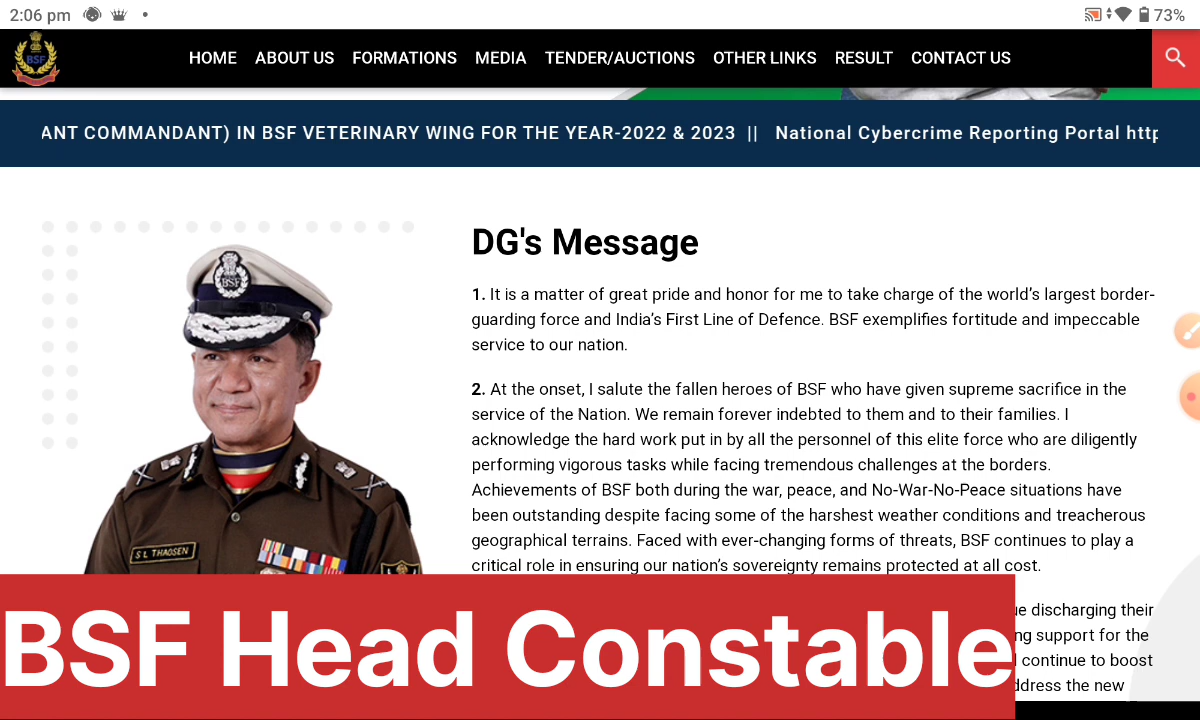 2:06 pm
73%
BSF
HOME ABOUT US FORMATIONS MEDIA TENDER/AUCTIONS OTHER LINKS RESULT CONTACT US
ANT COMMANDANT) IN BSF VETERINARY WING FOR THE YEAR-2022 & 2023 || National Cybercrime Reporting Portal http
DG's Message
1. It is a matter of great pride and honor for me to take charge of the world’s largest border-
guarding force and India’s First Line of Defence. BSF exemplifies fortitude and impeccable
service to our nation.
2. At the onset, I salute the fallen heroes of BSF who have given supreme sacrifice in the
service of the Nation. We remain forever indebted to them and to their families. I
acknowledge the hard work put in by all the personnel of this elite force who are diligently
performing vigorous tasks while facing tremendous challenges at the borders.
Achievements of BSF both during the war, peace, and No-War-No-Peace situations have
been outstanding despite facing some of the harshest weather conditions and treacherous
geographical terrains. Faced with ever-changing forms of threats, BSF continues to play a
critical role in ensuring our nation’s sovereignty remains protected at all cost.
ue discharging their
ng support for the
continue to boost
ddress the new
BSF
S L THAOSEN
BSF Head Constable